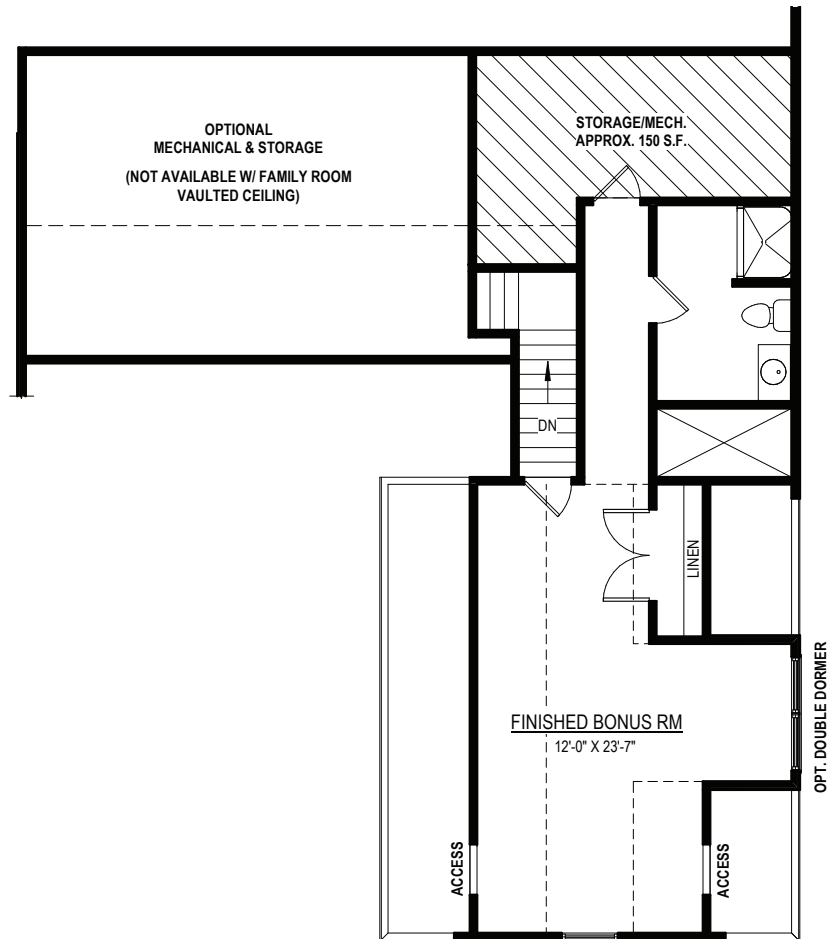 OPTIONAL
MECHANICAL & STORAGE
(NOT AVAILABLE W/ FAMILY ROOM
VAULTED CEILING)
STORAGE/MECH.
APPROX. 150 S.F.
DN
LINEN
FINISHED BONUS RM
12'-0" X 23'-7"
OPT. DOUBLE DORMER
ACCESS
ACCESS